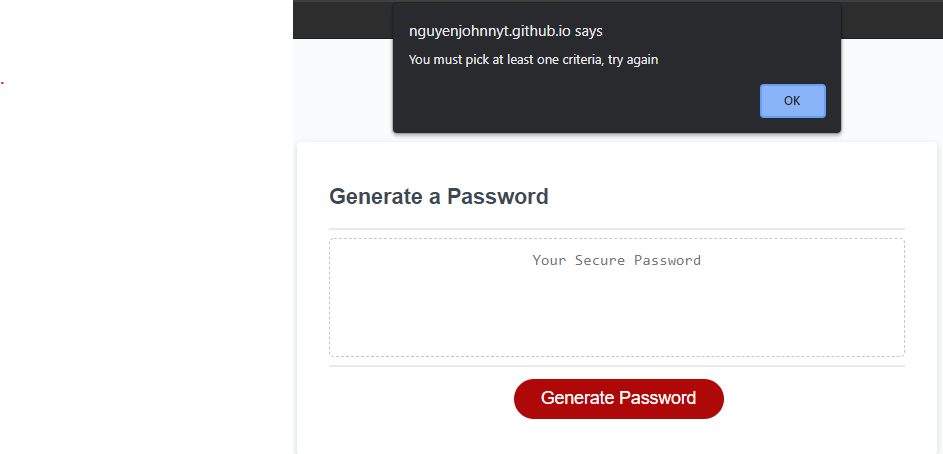 nguyenjohnnyt.github.io says
You must pick at least one criteria, try again
OK
Generate a Password
Your Secure Password
Generate Password